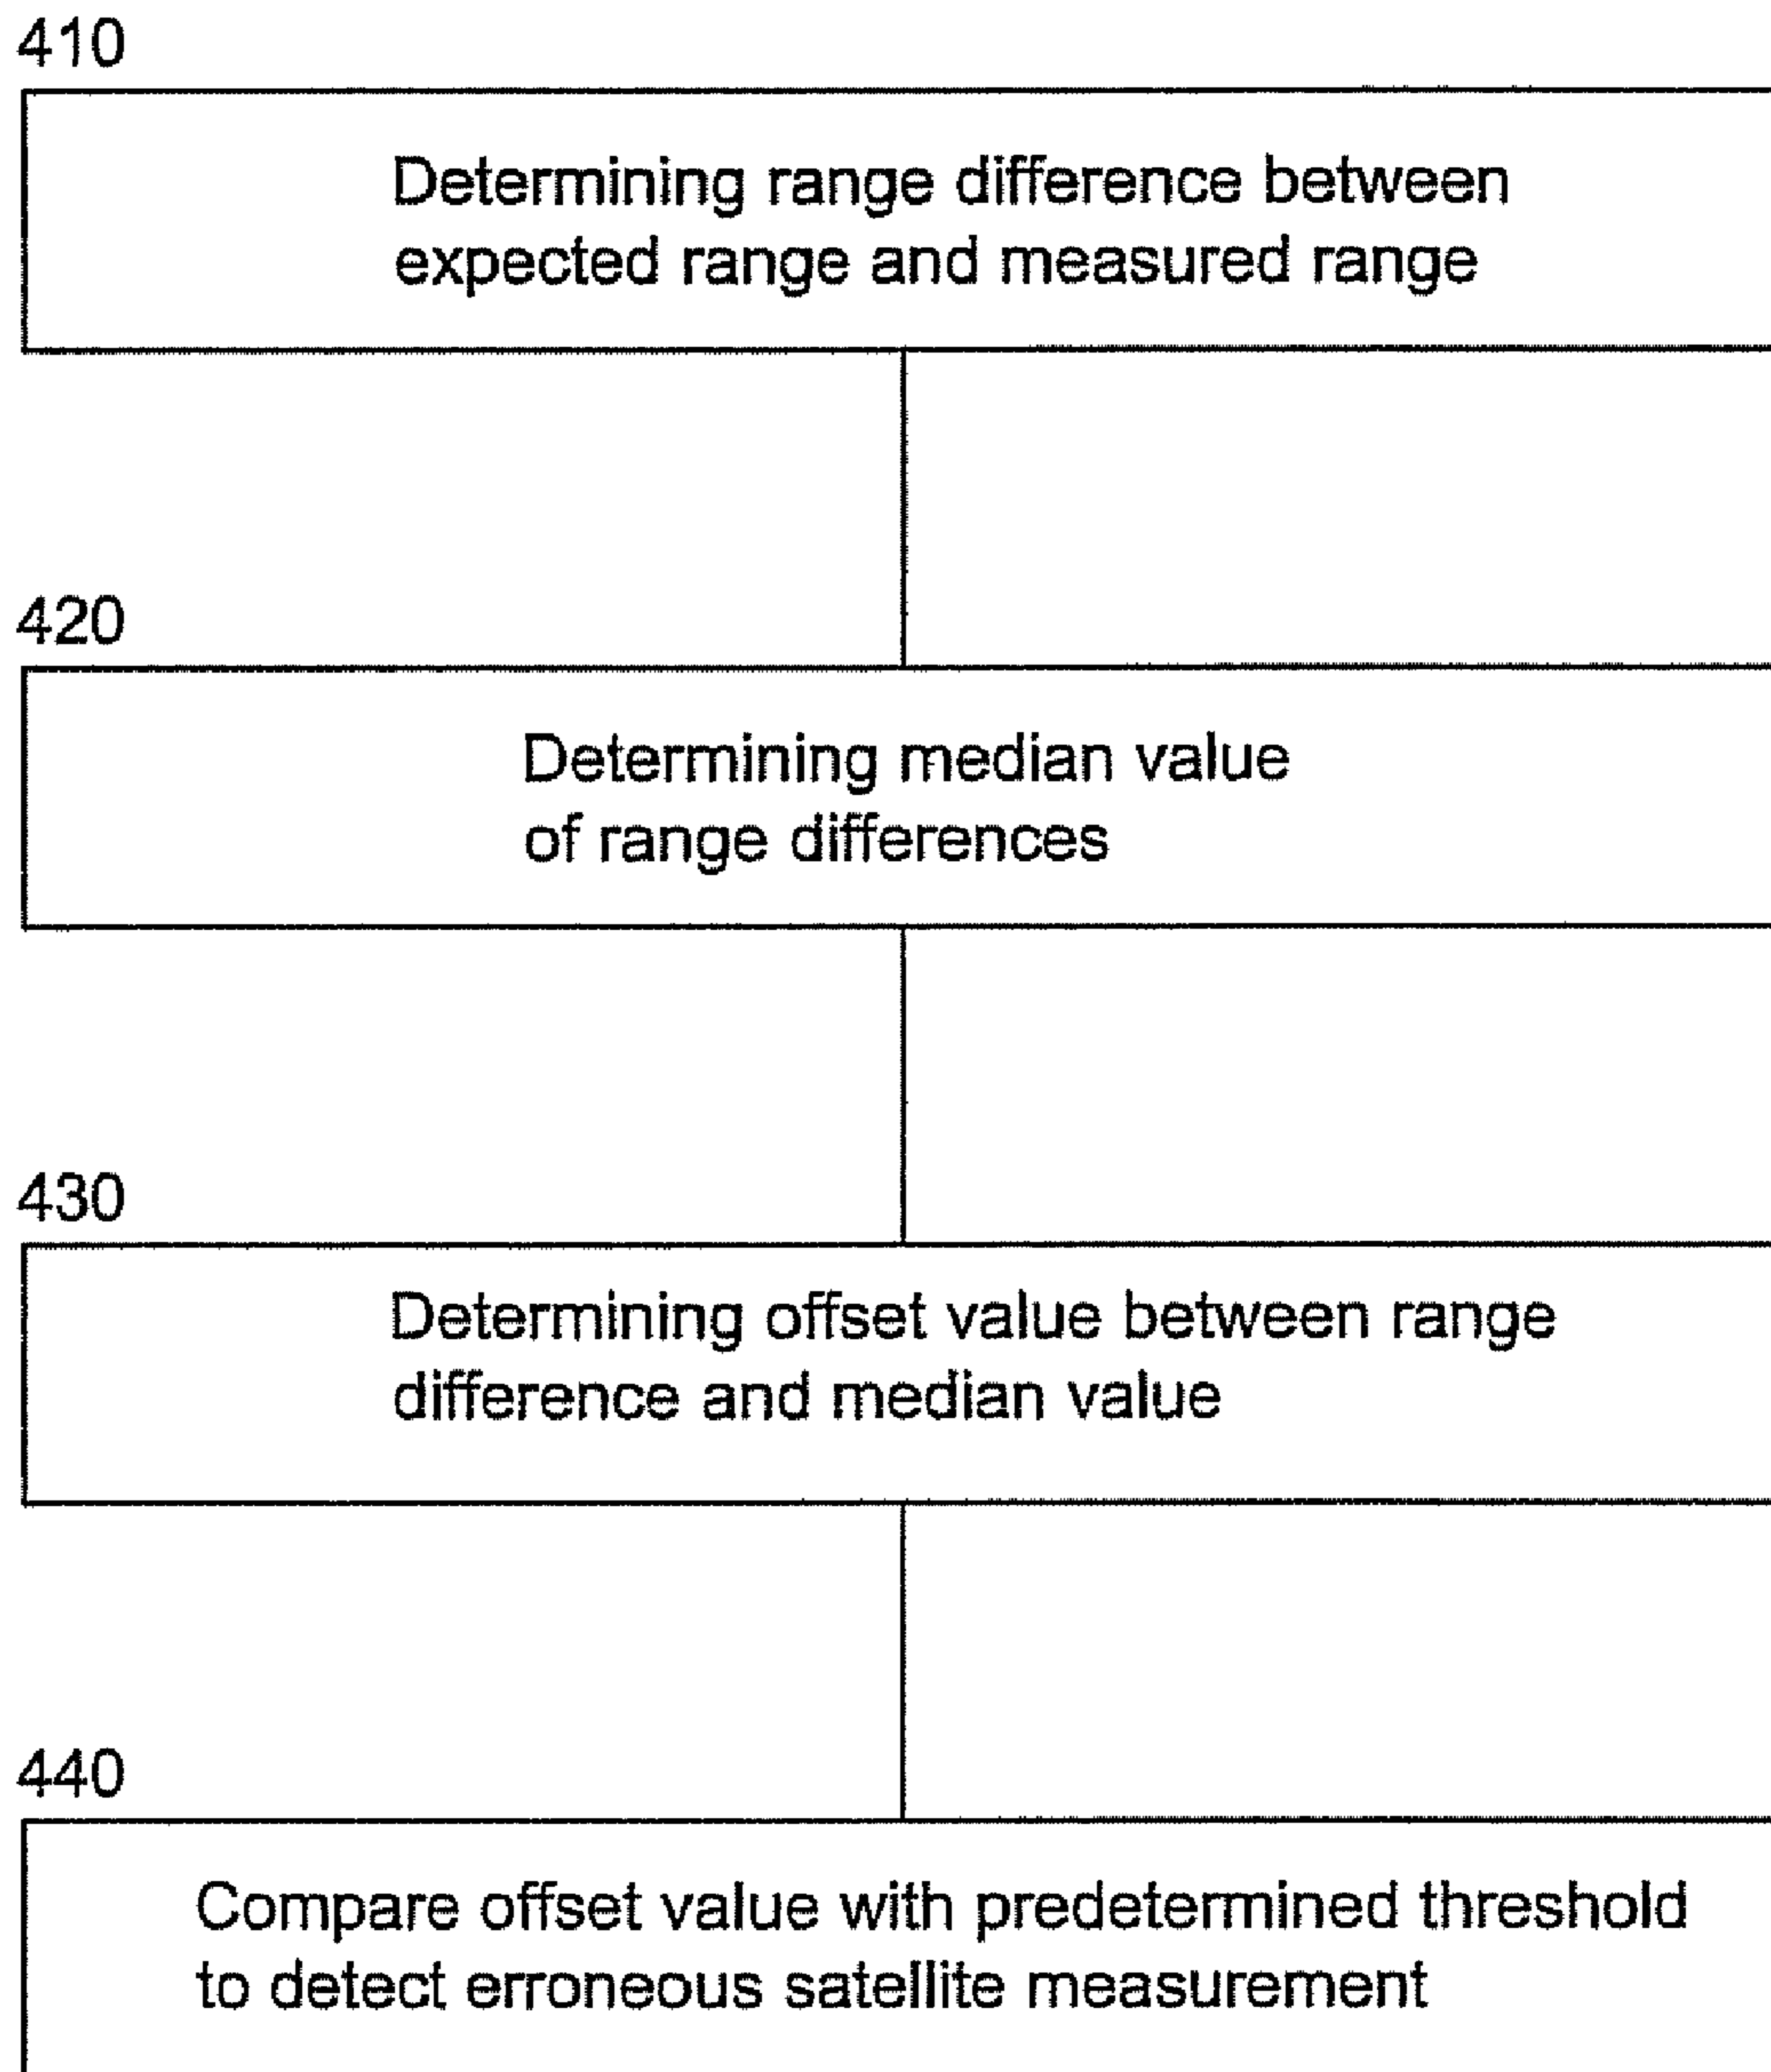 410
Determining range difference between
expected range and measured range
420
Determining median value
of range differences
430
Determining offset value between range
difference and median value
440
Compare offset value with predetermined threshold
to detect erroneous satellite measurement